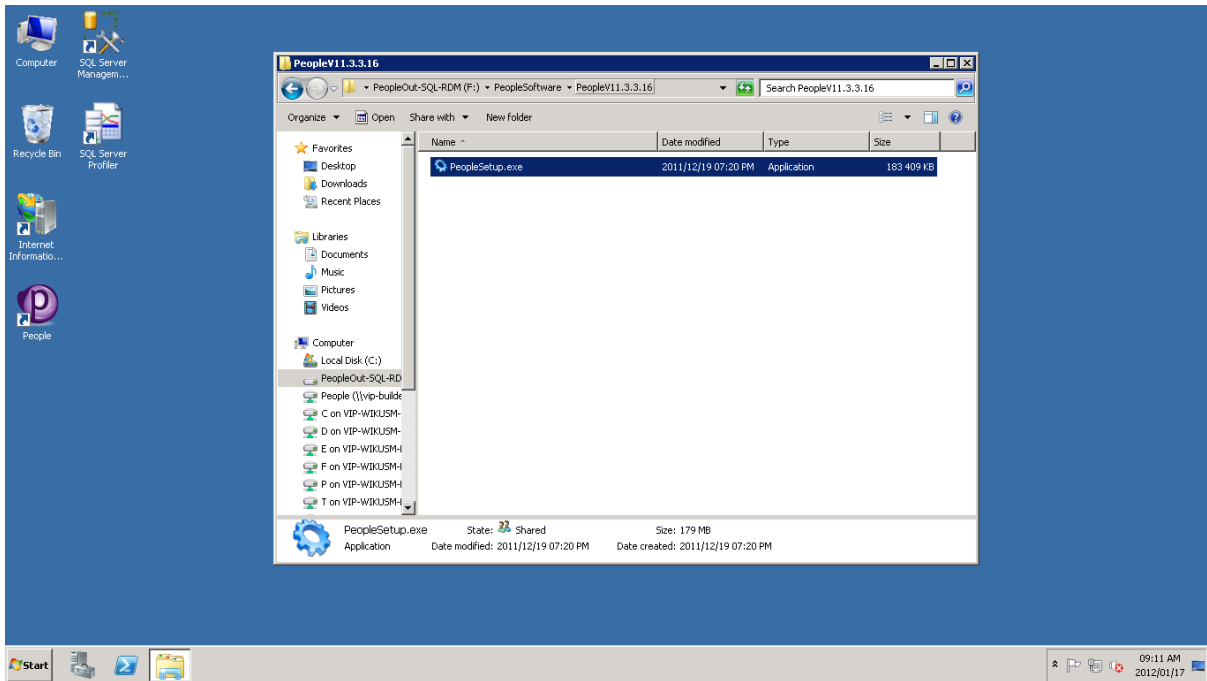 Computer
SQL Server
Managem...
Recycle Bin
SQL Server
Profiler
Internet
Informatio...
People
PeopleV11.3.3.16
PeopleOut-SQL-RDM (F:) PeopleSoftware PeopleV11.3.3.16
Search PeopleV11.3.3.16
Organize Open Share with New folder
Favorites
Desktop
Downloads
Recent Places
Libraries
Documents
Music
Pictures
Videos
Computer
Local Disk (C:)
PeopleOut-SQL-RD
People (\\vip-builde
C on VIP-WIKUSM-
D on VIP-WIKUSM-
E on VIP-WIKUSM-
F on VIP-WIKUSM-
P on VIP-WIKUSM-
T on VIP-WIKUSM-
Name Date modified Type Size
PeopleSetup.exe 2011/12/19 07:20 PM Application 183 409 KB
PeopleSetup.exe State: Shared Size: 179 MB
Application Date modified: 2011/12/19 07:20 PM Date created: 2011/12/19 07:20 PM
Start
09:11 AM
2012/01/17